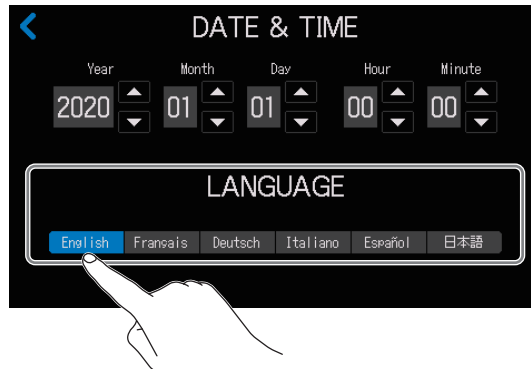 DATE & TIME
Year Month Day Hour Minute
2020 01 01 00 00
LANGUAGE
English Français Deutsch Italiano Español 日本語